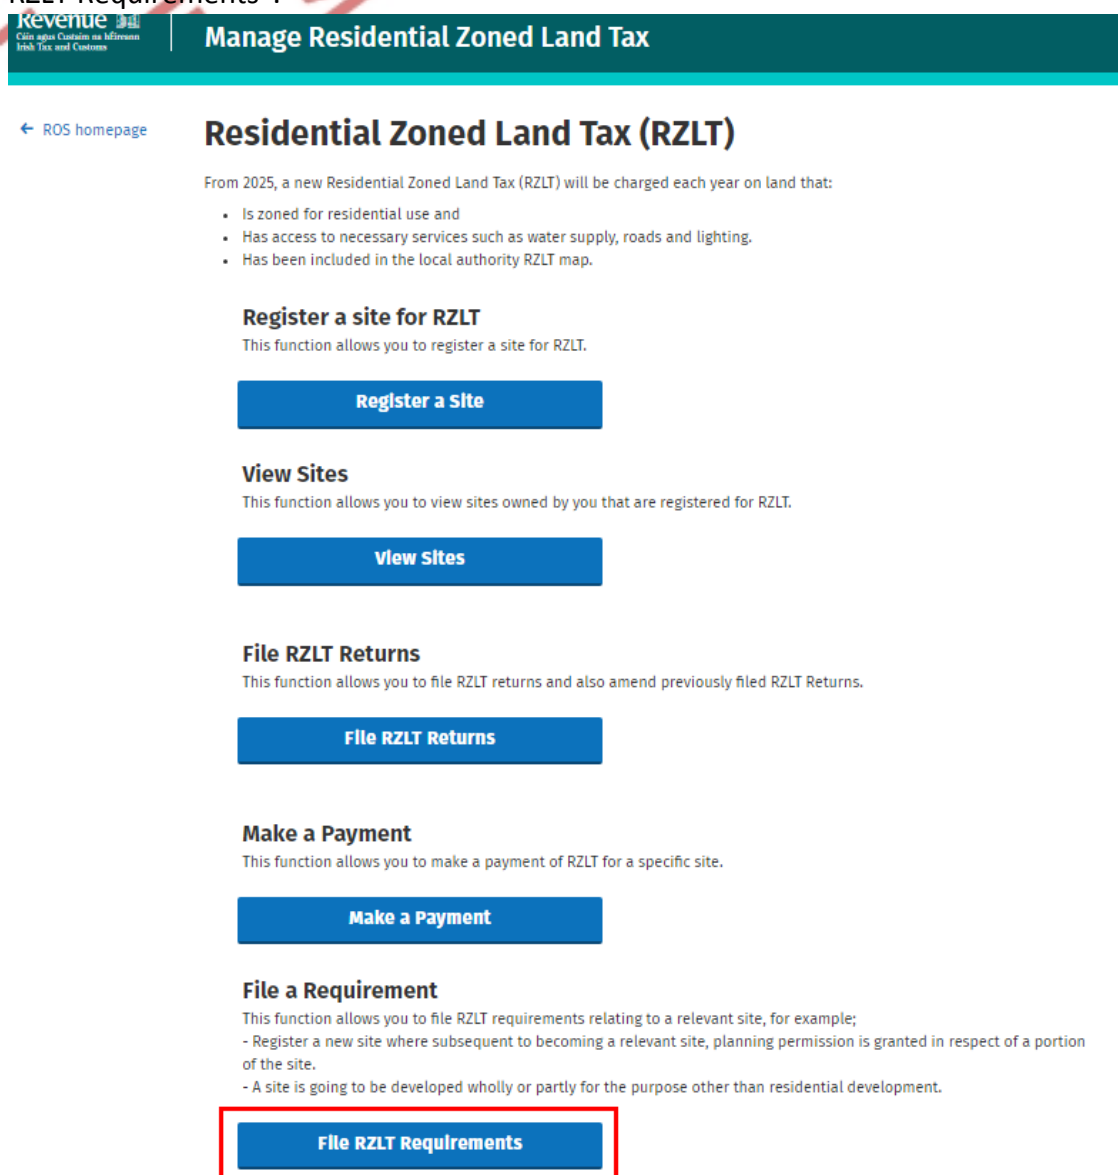 RZLT Requirements".
Revenue
Cáin agus Custaim na hÉireann
Irish Tax and Customs
Manage Residential Zoned Land Tax
← ROS homepage
Residential Zoned Land Tax (RZLT)
From 2025, a new Residential Zoned Land Tax (RZLT) will be charged each year on land that:
• Is zoned for residential use and
• Has access to necessary services such as water supply, roads and lighting.
• Has been included in the local authority RZLT map.
Register a site for RZLT
This function allows you to register a site for RZLT.
Register a Site
View Sites
This function allows you to view sites owned by you that are registered for RZLT.
View Sites
File RZLT Returns
This function allows you to file RZLT returns and also amend previously filed RZLT Returns.
File RZLT Returns
Make a Payment
This function allows you to make a payment of RZLT for a specific site.
Make a Payment
File a Requirement
This function allows you to file RZLT requirements relating to a relevant site, for example;
- Register a new site where subsequent to becoming a relevant site, planning permission is granted in respect of a portion
of the site.
- A site is going to be developed wholly or partly for the purpose other than residential development.
File RZLT Requirements